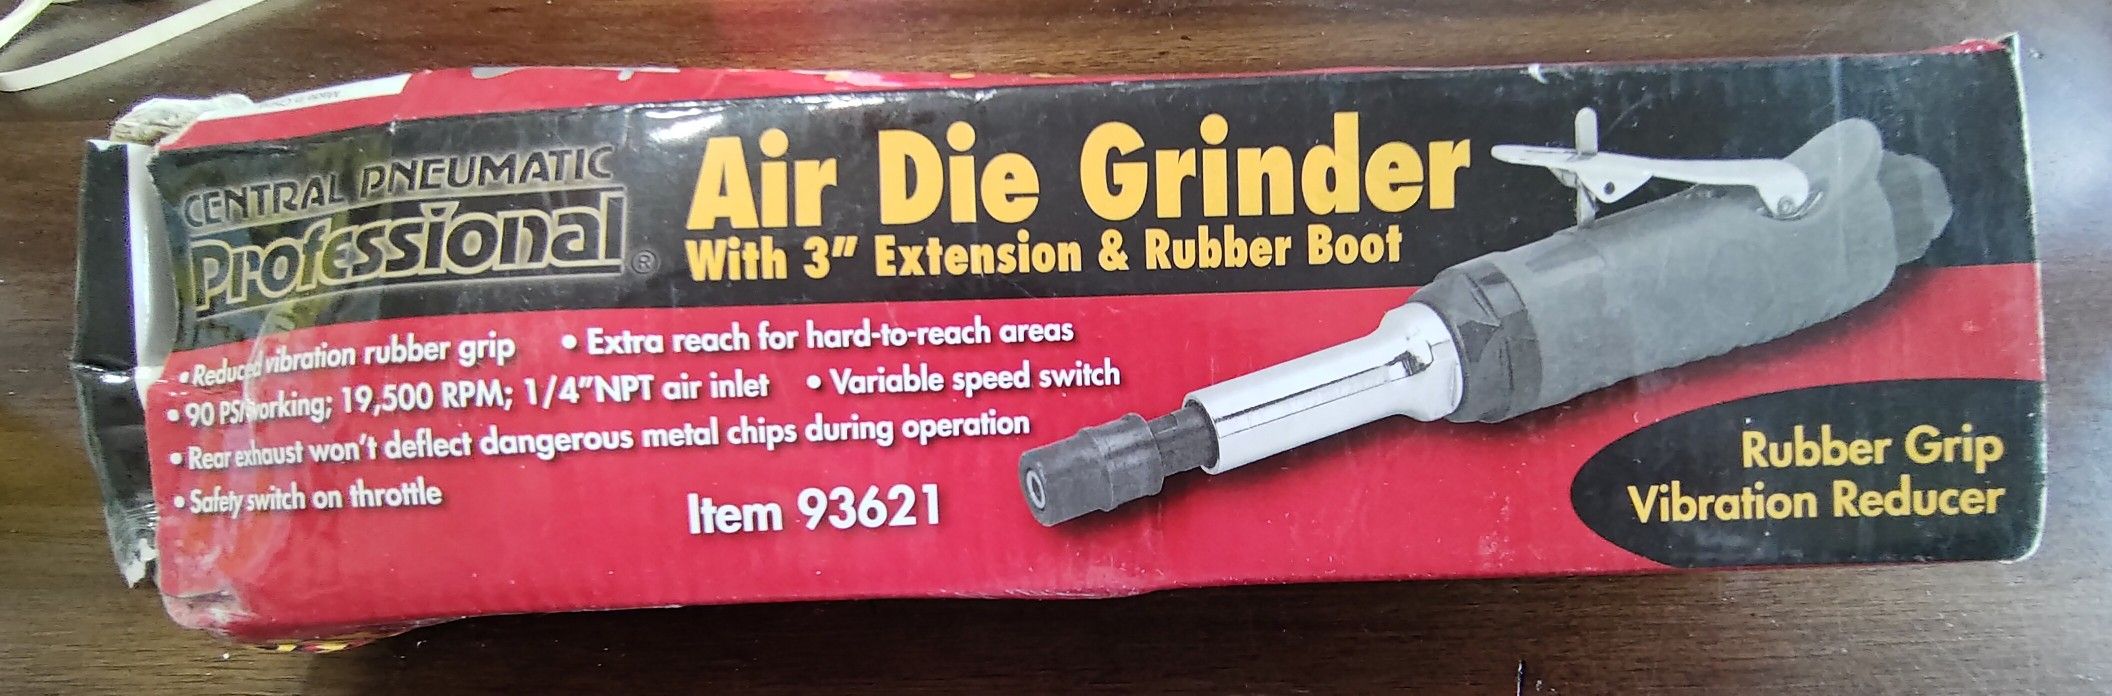 CENTRAL PNEUMATIC
Professional®
Air Die Grinder
With 3" Extension & Rubber Boot
• Reduced vibration rubber grip • Extra reach for hard-to-reach areas
• 90 PSI working; 19,500 RPM; 1/4"NPT air inlet • Variable speed switch
• Rear exhaust won't deflect dangerous metal chips during operation
• Safety switch on throttle
Item 93621
Rubber Grip
Vibration Reducer